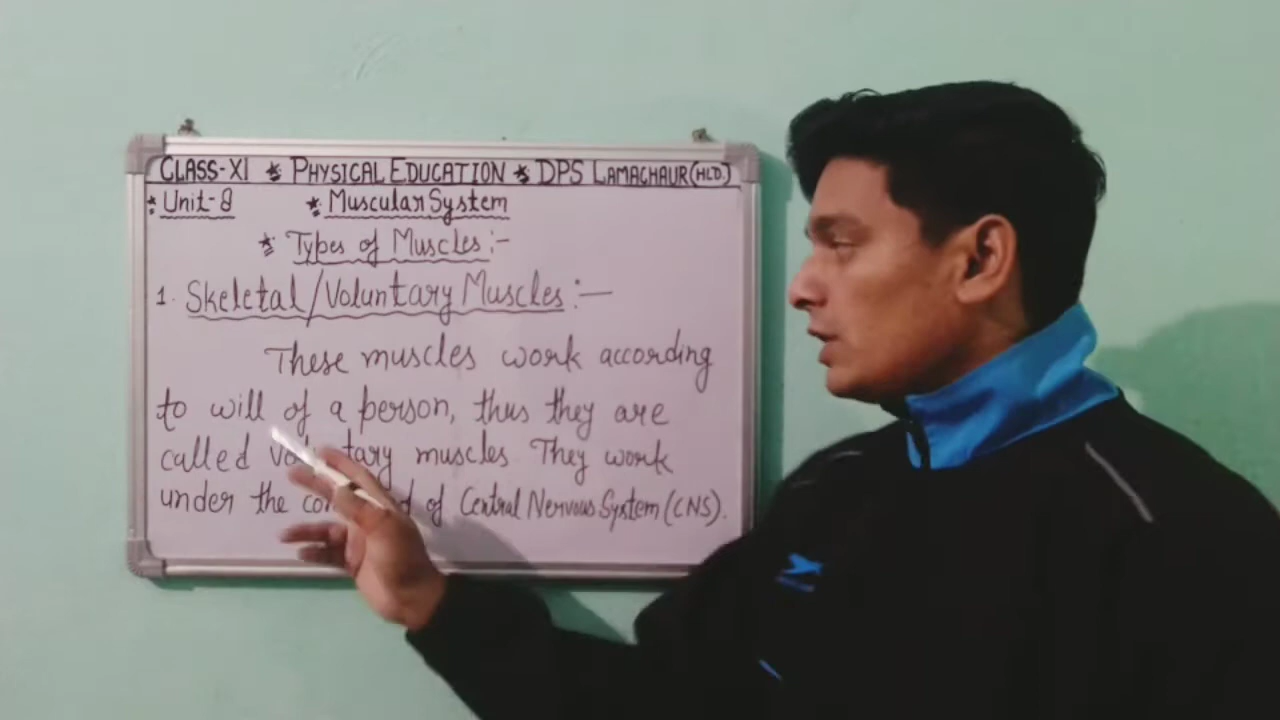 CLASS-XI * PHYSICAL EDUCATION * DPS LAMACHAUR(HLD.)
* Unit-8 * Muscular System
* Types of Muscles:-
1. Skeletal/Voluntary Muscles:-
These muscles work according
to will of a person, thus they are
called muscles They work
under the of Central Nervous System (CNS).